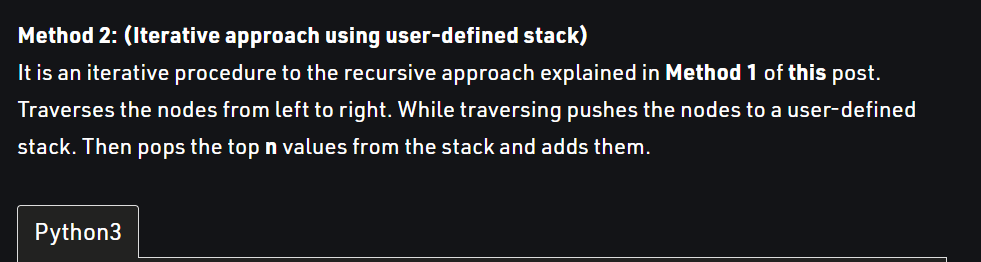 Method 2: (Iterative approach using user-defined stack)
It is an iterative procedure to the recursive approach explained in Method 1 of this post.
Traverses the nodes from left to right. While traversing pushes the nodes to a user-defined
stack. Then pops the top n values from the stack and adds them.
Python3